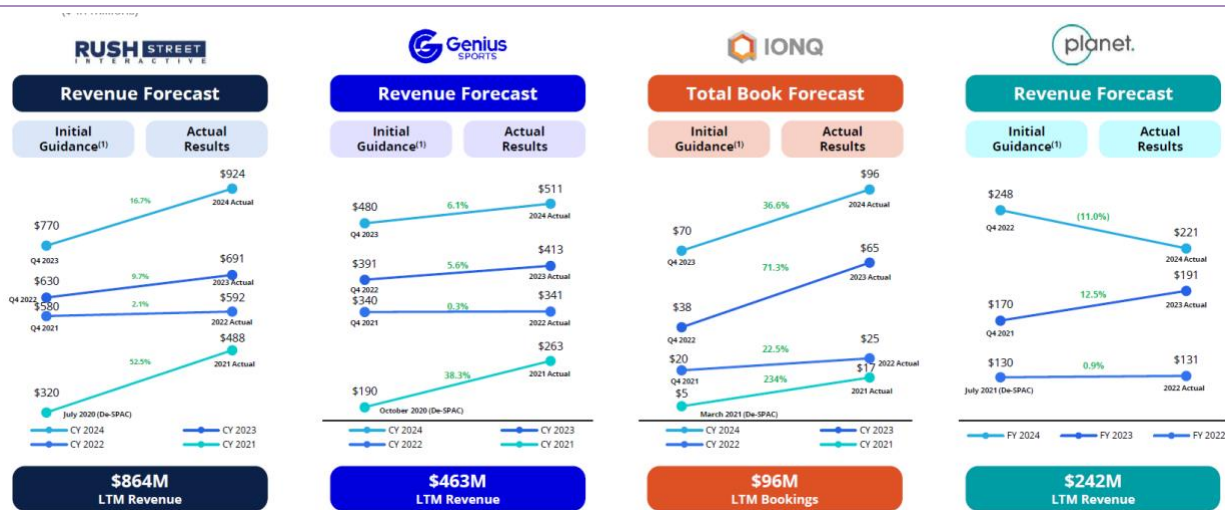 RUSH STREET
INTERACTIVE
Revenue Forecast
Initial Guidance(1)
Actual Results
$924
16.7%
2024 Actual
$770
Q4 2023
$691
$630
9.7%
2023 Actual
Q4 2022
$592
$580
2.1%
Q4 2021
2022 Actual
$488
52.5%
2021 Actual
$320
July 2020 (De-SPAC)
CY 2024
CY 2023
CY 2022
CY 2021
$864M
LTM Revenue
Genius
SPORTS
Revenue Forecast
Initial Guidance(1)
Actual Results
$511
$480
6.1%
2024 Actual
Q4 2023
$413
$391
5.6%
2023 Actual
Q4 2022
$340
$341
0.3%
Q4 2021
2022 Actual
$263
38.3%
2021 Actual
$190
October 2020 (De-SPAC)
CY 2024
CY 2023
CY 2022
CY 2021
$463M
LTM Revenue
IONQ
Total Book Forecast
Initial Guidance(1)
Actual Results
$96
36.6%
2024 Actual
$70
Q4 2023
$65
71.3%
2023 Actual
$38
Q4 2022
$25
22.5%
$20
2022 Actual
Q4 2021
$17
234%
2021 Actual
$5
March 2021 (De-SPAC)
CY 2024
CY 2023
CY 2022
CY 2021
$96M
LTM Bookings
planet.
Revenue Forecast
Initial Guidance(1)
Actual Results
$248
(11.0%)
Q4 2022
$221
2024 Actual
$191
$170
12.5%
2023 Actual
Q4 2021
$130
0.9%
$131
July 2021 (De-SPAC)
2022 Actual
FY 2024
FY 2023
FY 2022
$242M
LTM Revenue